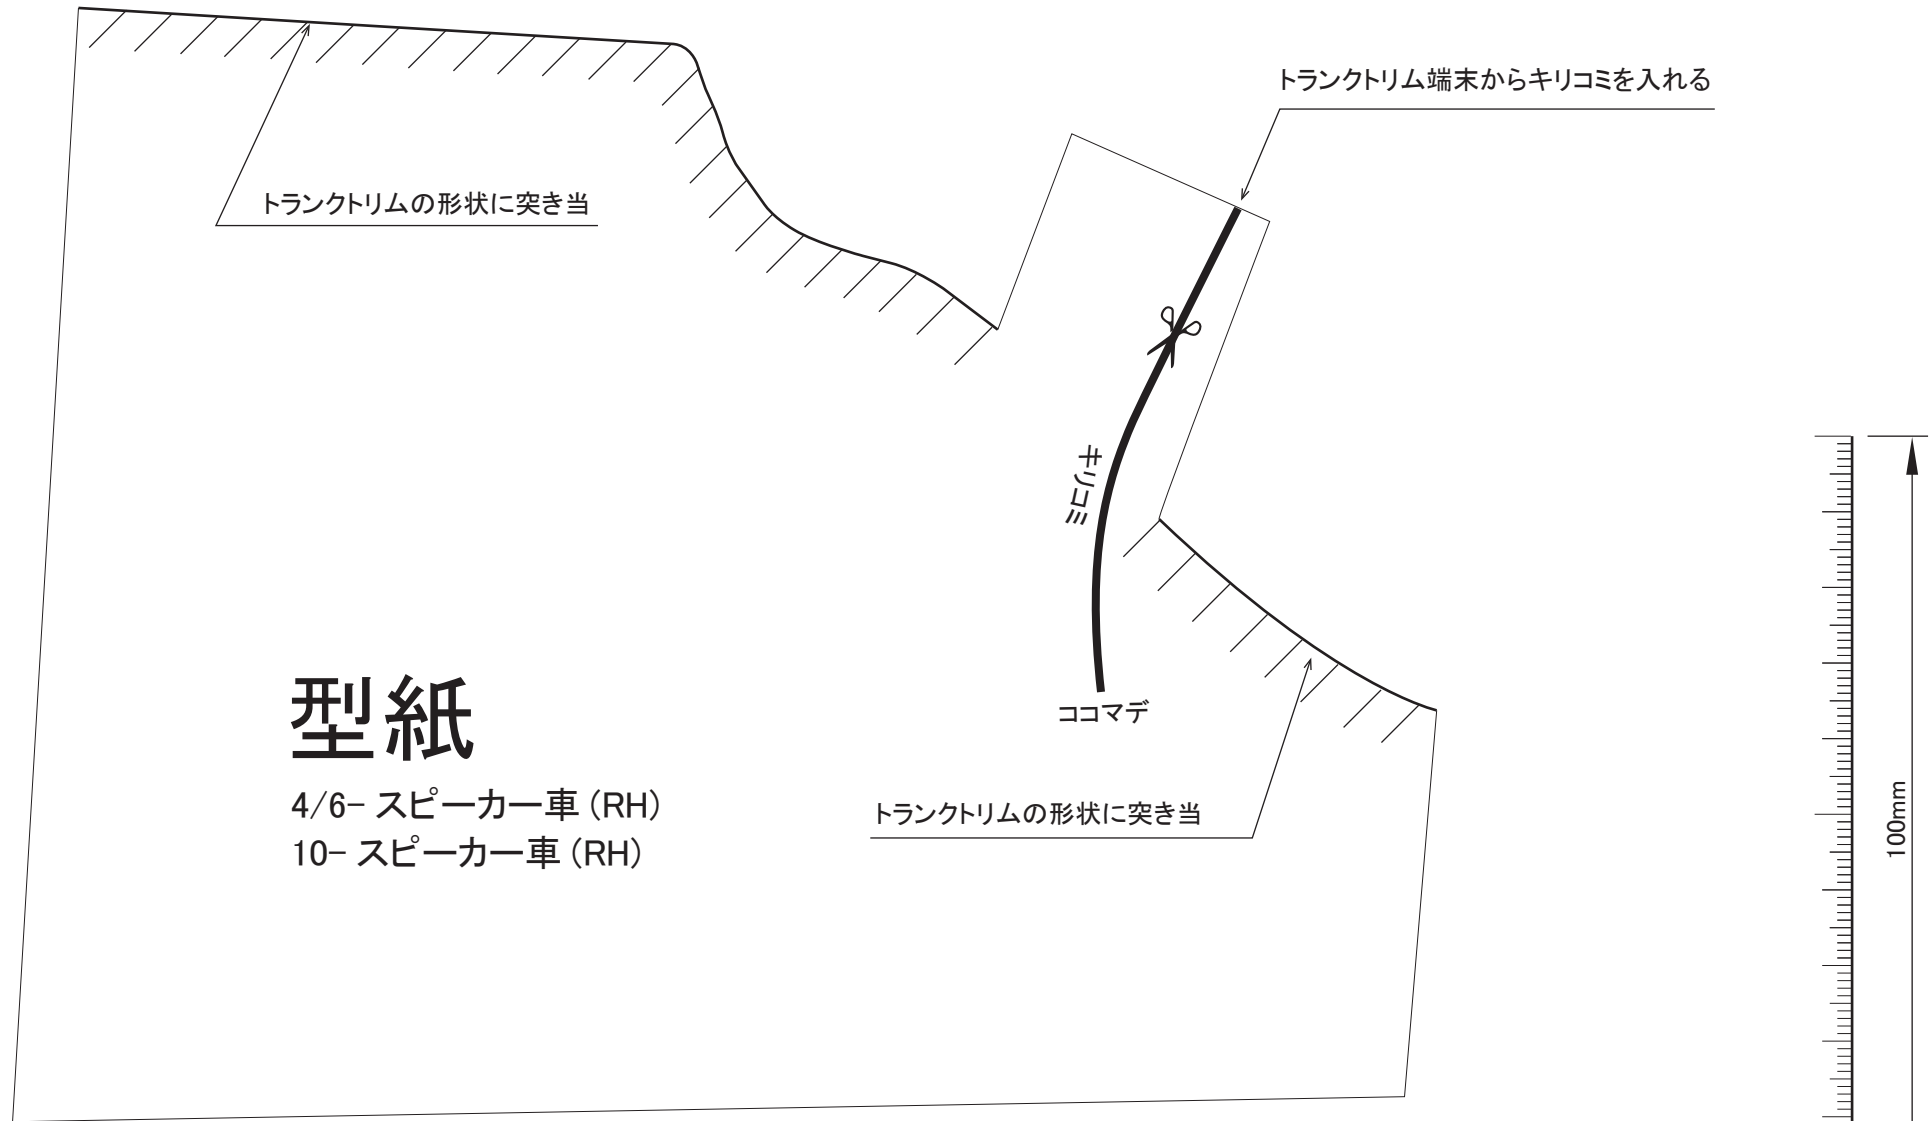 トランクトリム端末からキリコミを入れる
トランクトリムの形状に突き当
キリコミ
型紙
ココマデ
4/6- スピーカー車 (RH)
トランクトリムの形状に突き当
10- スピーカー車 (RH)
100mm